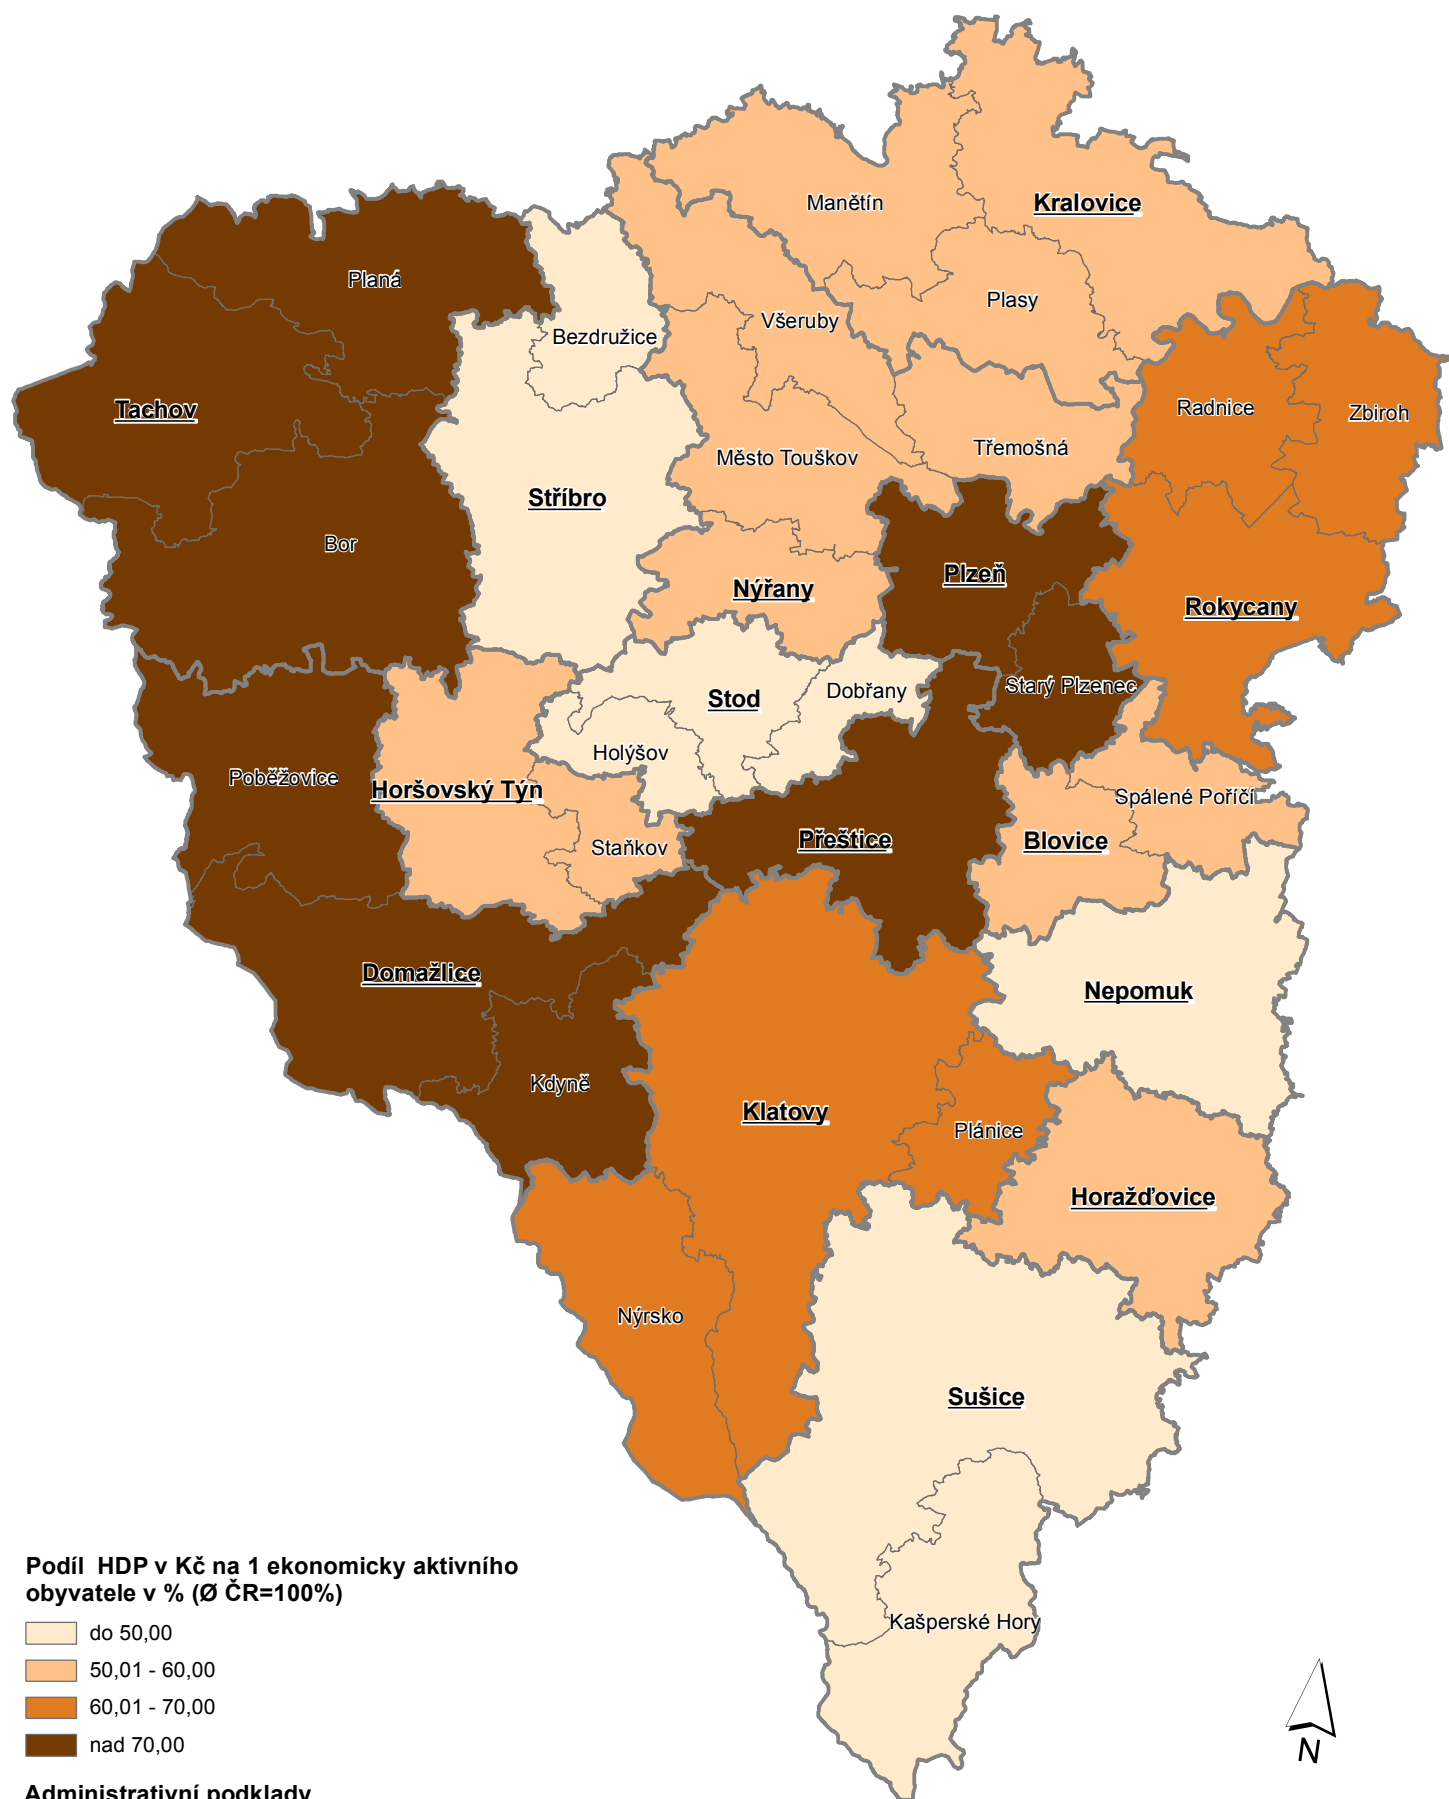 Manětín
Kralovice
Planá
Plasy
Všeruby
Bezdružice
Tachov
Radnice
Zbiroh
Třemošná
Město Touškov
Stříbro
Bor
Plzeň
Nýřany
Rokycany
Starý Plzenec
Dobřany
Stod
Holýšov
Poběžovice
Horšovský Týn
Spálené Poříčí
Přeštice
Blovice
Staňkov
Domažlice
Nepomuk
Kdyně
Klatovy
Plánice
Horažďovice
Nýrsko
Sušice
Kašperské Hory
Podíl HDP v Kč na 1 ekonomicky aktivního
obyvatele v % (Ø ČR=100%)
do 50,00
50,01 - 60,00
60,01 - 70,00
nad 70,00
N
Administrativní podklady